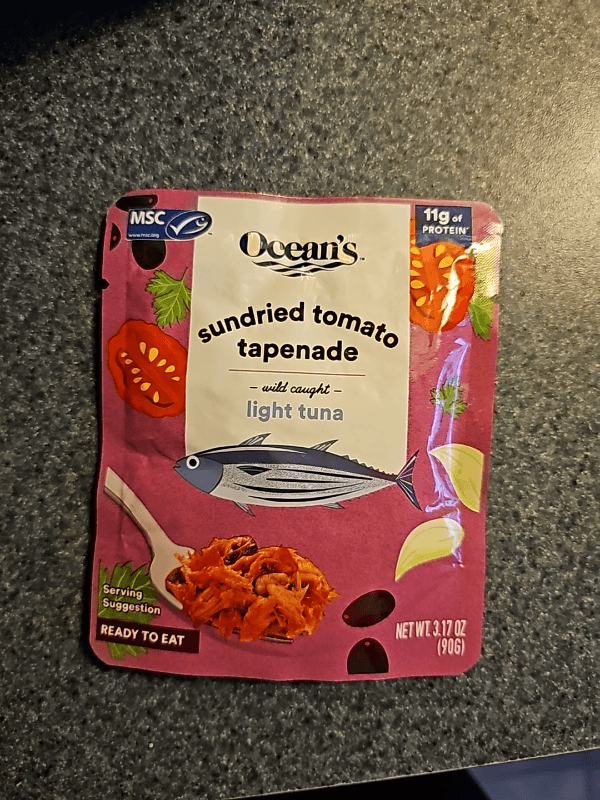 MSC
www.msc.org
11g of
PROTEIN*
Ocean's™
sundried tomato
tapenade
– wild caught –
light tuna
Serving
Suggestion
READY TO EAT
NET WT. 3.17 OZ
(90G)